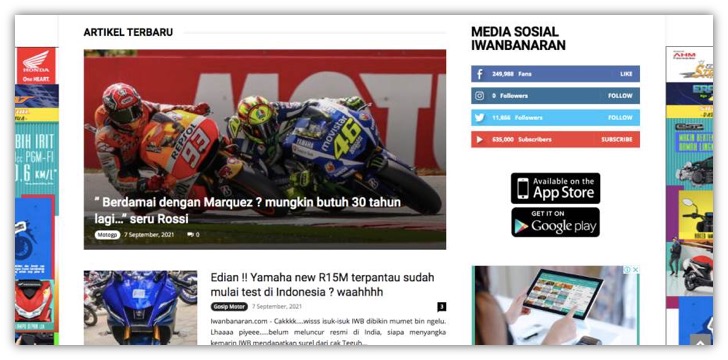 ARTIKEL TERBARU
MOTUL
REPSOL
93
movistar
46
" Berdamai dengan Marquez ? mungkin butuh 30 tahun
lagi..." seru Rossi
Motogp 7 September, 2021 0
Edian !! Yamaha new R15M terpantau sudah
mulai test di Indonesia ? waahhhh
Gosip Motor 7 September, 2021 3
Iwanbanaran.com - Cakkkk....wisss isuk-isuk IWB dibikin mumet bin ngelu.
Lhaaaa piyeee.....belum meluncur resmi di India, siapa menyangka
kemarin IWB mendapatkan surel dari cak Teguh...
MEDIA SOSIAL
IWANBANARAN
249,988 Fans LIKE
0 Followers FOLLOW
11,866 Followers FOLLOW
635,000 Subscribers SUBSCRIBE
Available on the
App Store
GET IT ON
Google play
HONDA
One HEART.
IH IRIT
PGM-FI
.6 KM/
AHM